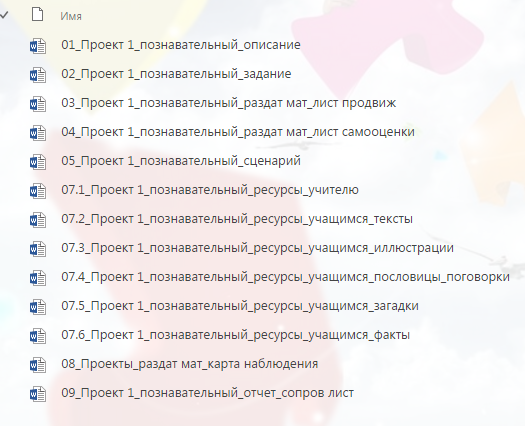 Имя
01_Проект 1_познавательный_описание
02_Проект 1_познавательный_задание
03_Проект 1_познавательный_раздат мат_лист продвиж
04_Проект 1_познавательный_раздат мат_лист самооценки
05_Проект 1_познавательный_сценарий
07.1_Проект 1_познавательный_ресурсы_учителю
07.2_Проект 1_познавательный_ресурсы_учащимся_тексты
07.3_Проект 1_познавательный_ресурсы_учащимся_иллюстрации
07.4_Проект 1_познавательный_ресурсы_учащимся_пословицы_поговорки
07.5_Проект 1_познавательный_ресурсы_учащимся_загадки
07.6_Проект 1_познавательный_ресурсы_учащимся_факты
08_Проекты_раздат мат_карта наблюдения
09_Проект 1_познавательный_отчет_сопров лист